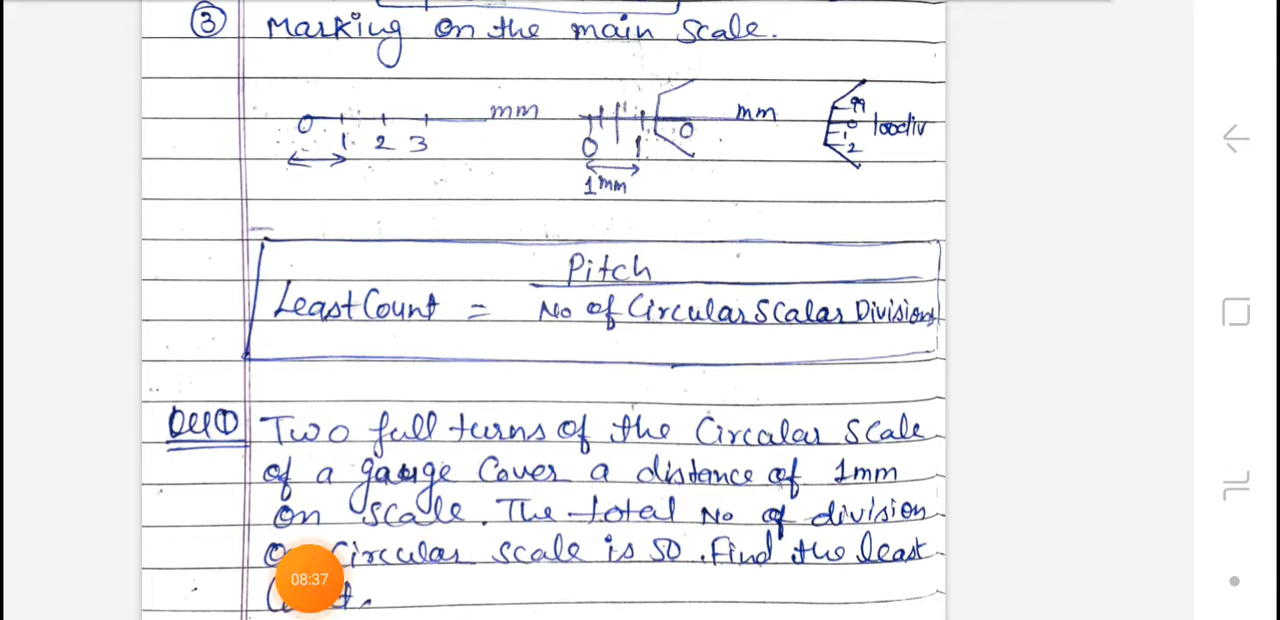 ③ Marking on the main scale.
0 1 2 3 mm
0 1 0 mm
1mm
99
0 100div
1
2
Pitch
Least Count = No of Circular Scalar Divisions
QU① Two full turns of the Circular Scale
of a gauge Cover a distance of 1mm
on scale. The total No of division
Circular scale is 50. Find the least
08:37